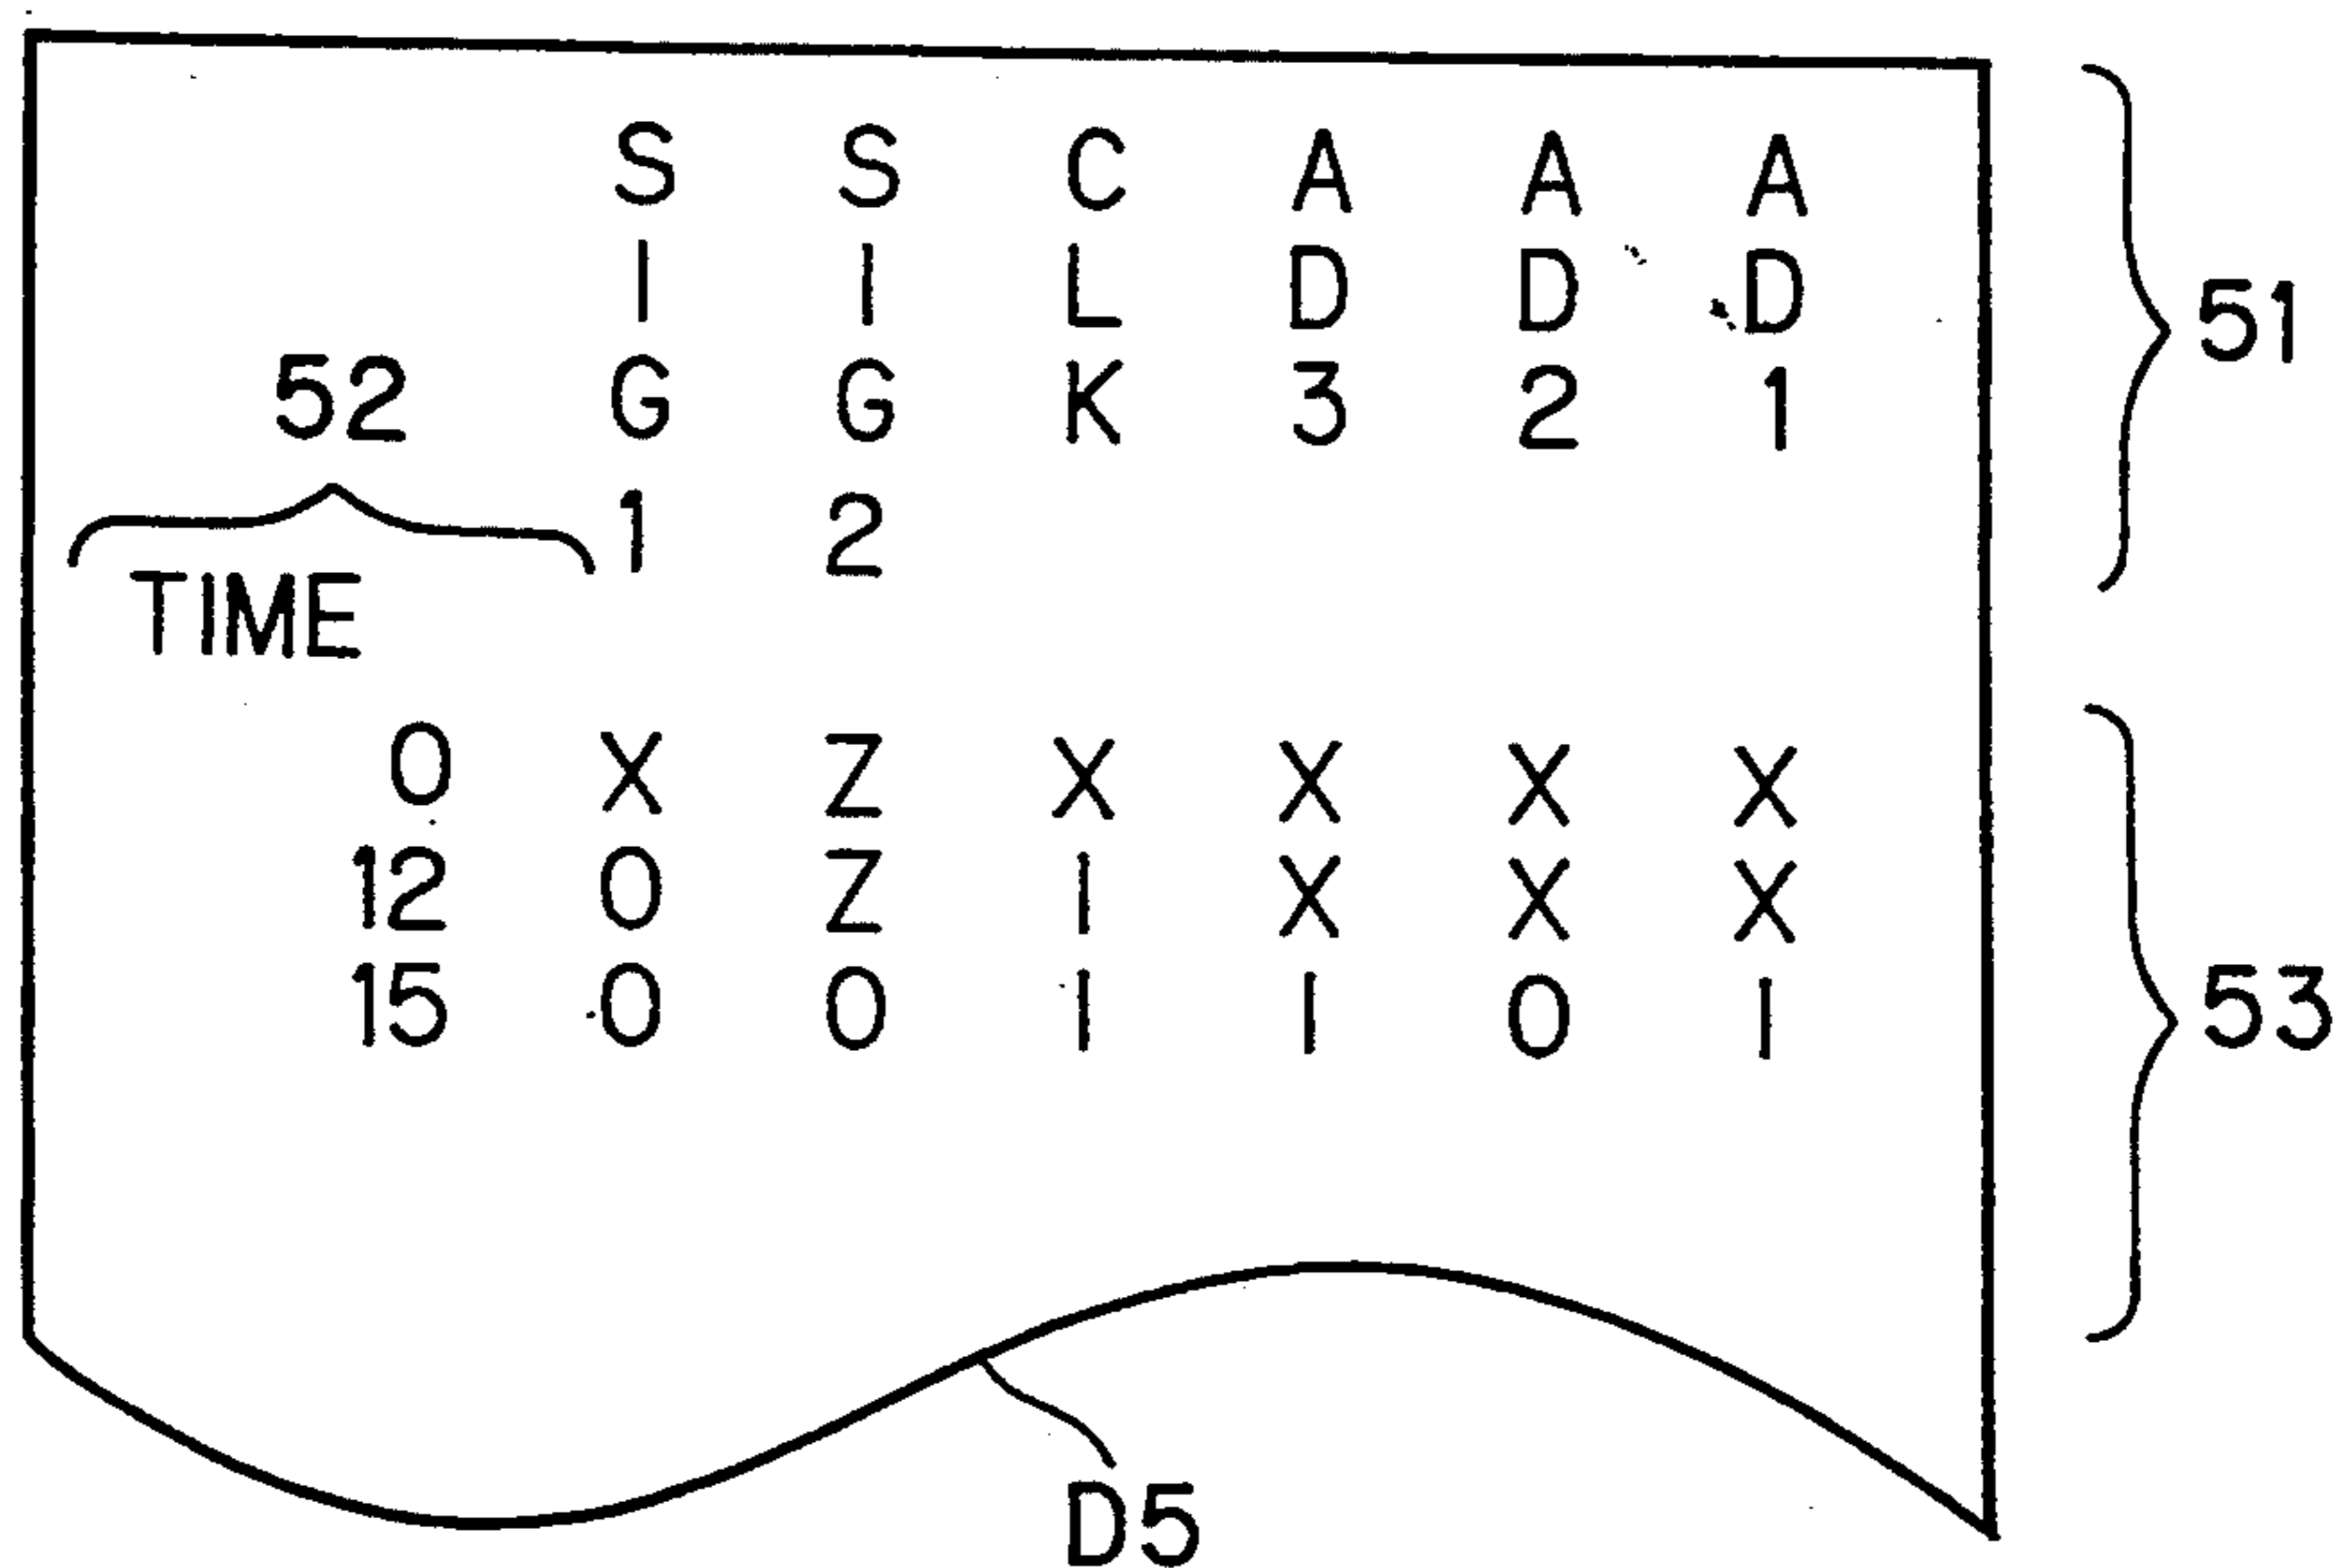 S S C A A A
I I L D D D
52 G G K 3 2 1
51
1 2
TIME
0 X Z X X X X
12 0 Z 1 X X X
15 0 0 1 1 0 1
53
D5